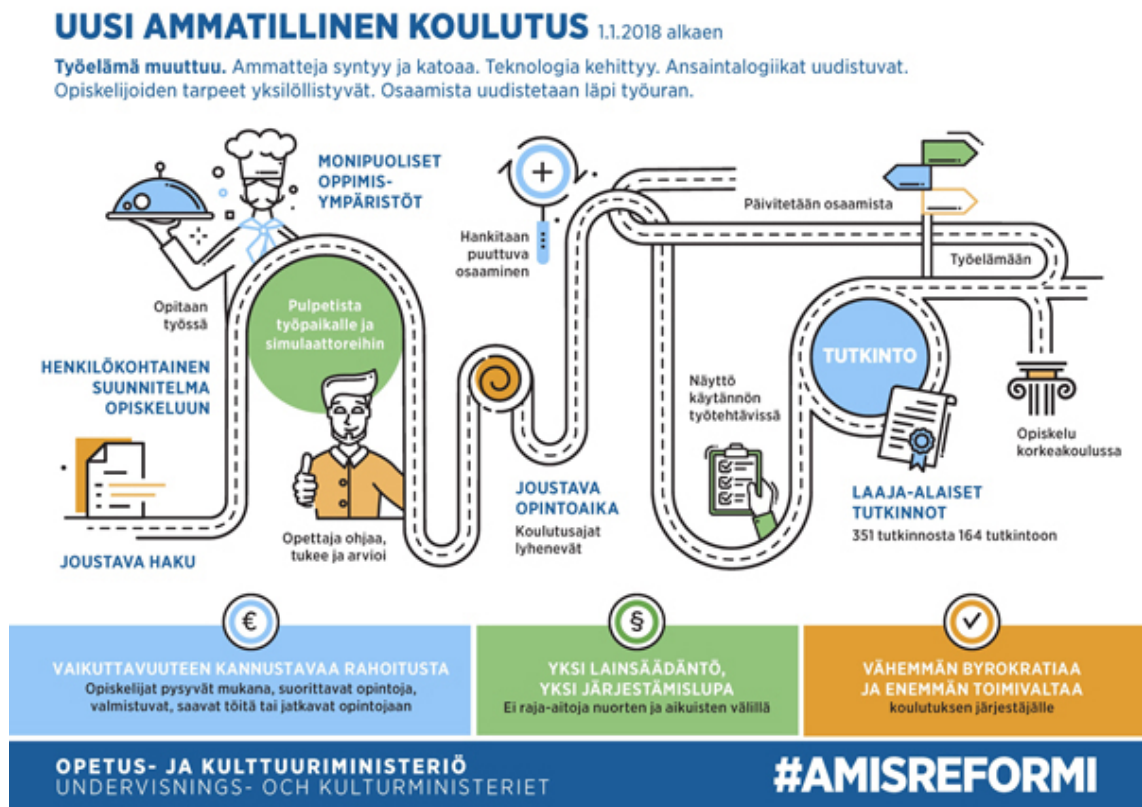 UUSI AMMATILLINEN KOULUTUS 1.1.2018 alkaen
Työelämä muuttuu. Ammatteja syntyy ja katoaa. Teknologia kehittyy. Ansaintalogiikat uudistuvat.
Opiskelijoiden tarpeet yksilöllistyvät. Osaamista uudistetaan läpi työuran.
MONIPUOLISET
OPPIMIS-
YMPÄRISTÖT
Opitaan
työssä
Pulpetista
työpaikalle ja
simulaattoreihin
HENKILÖKOHTAINEN
SUUNNITELMA
OPISKELUUN
JOUSTAVA HAKU
Opettaja ohjaa,
tukee ja arvioi
Hankitaan
puuttuva
osaaminen
JOUSTAVA
OPINTOAIKA
Koulutusajat
lyhenevät
Päivitetään osaamista
Työelämään
Näyttö
käytännön
työtehtävissä
TUTKINTO
Opiskelu
korkeakoulussa
LAAJA-ALAISET
TUTKINNOT
351 tutkinnosta 164 tutkintoon
€
VAIKUTTAVUUTEEN KANNUSTAVAA RAHOITUSTA
Opiskelijat pysyvät mukana, suorittavat opintoja,
valmistuvat, saavat töitä tai jatkavat opintojaan
§
YKSI LAINSÄÄDÄNTÖ,
YKSI JÄRJESTÄMISLUPA
Ei raja-aitoja nuorten ja aikuisten välillä
VÄHEMMÄN BYROKRATIAA
JA ENEMMÄN TOIMIVALTAA
koulutuksen järjestäjälle
OPETUS- JA KULTTUURIMINISTERIÖ
UNDERVISNINGS- OCH KULTURMINISTERIET
#AMISREFORMI